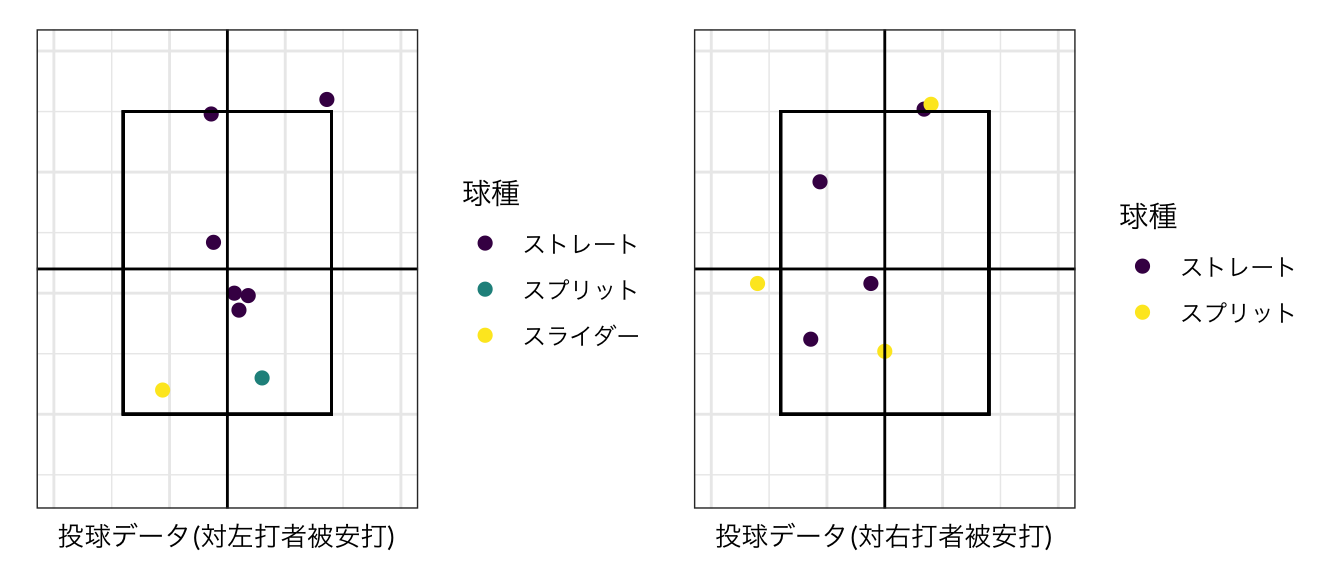 球種
ストレート
スプリット
スライダー
投球データ(対左打者被安打)
球種
ストレート
スプリット
投球データ(対右打者被安打)